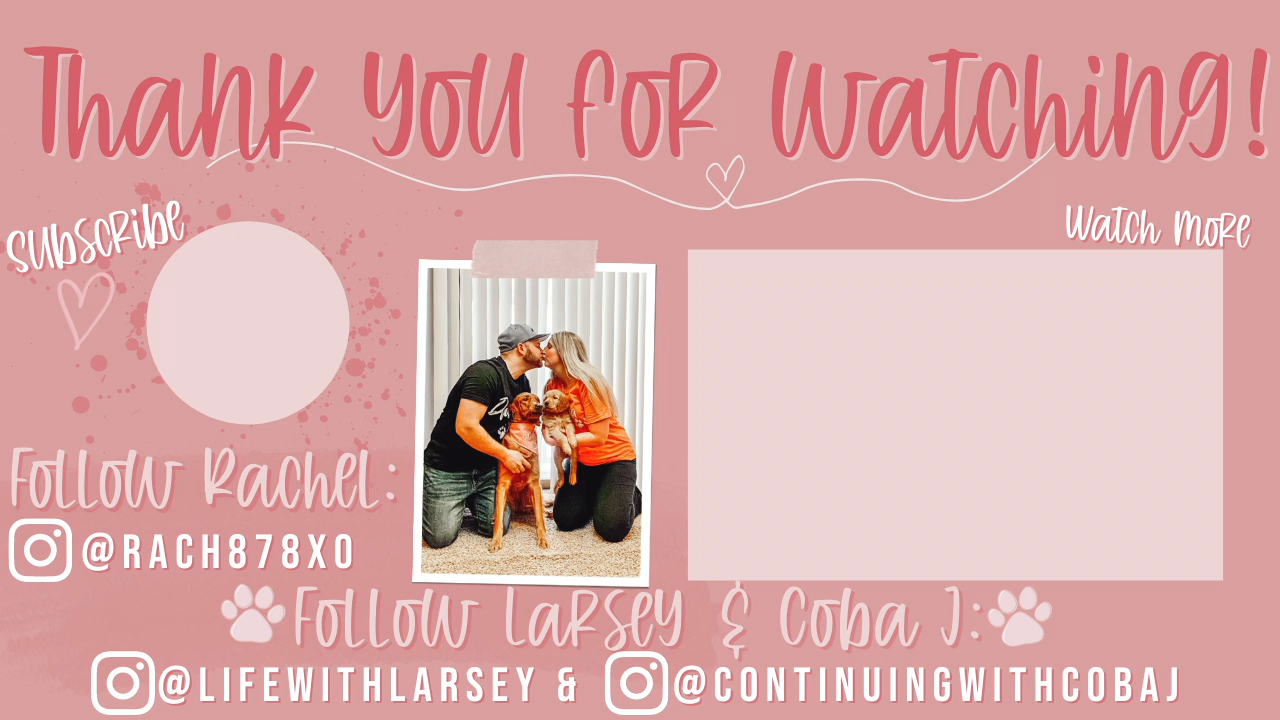 Thank you for watching!
Subscribe
Watch more
Follow Rachel:
@RACH878XO
Follow Larsey & Coba J:
@LIFEWITHLARSEY & @CONTINUINGWITHCOBAJ